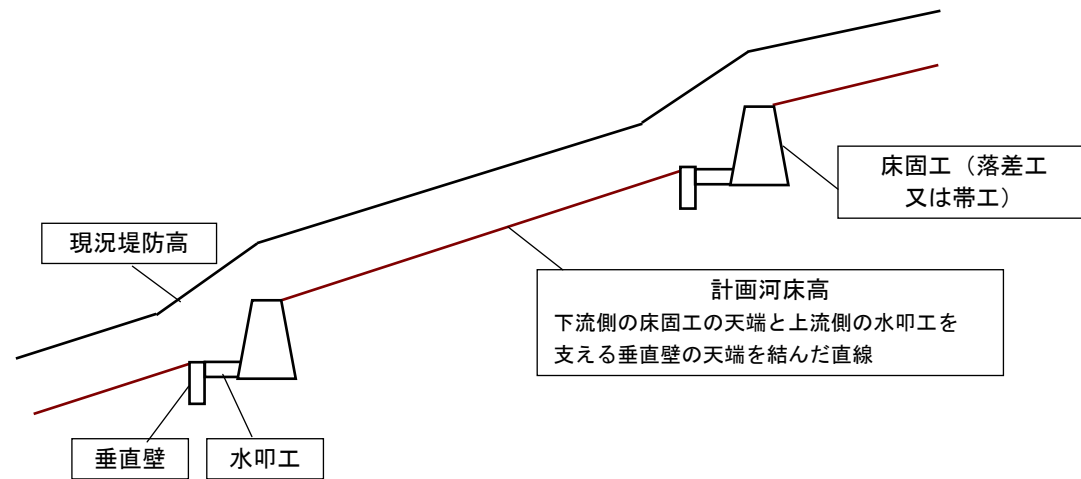 床固工（落差工
又は帯工）
現況堤防高
計画河床高
下流側の床固工の天端と上流側の水叩工を
支える垂直壁の天端を結んだ直線
垂直壁
水叩工